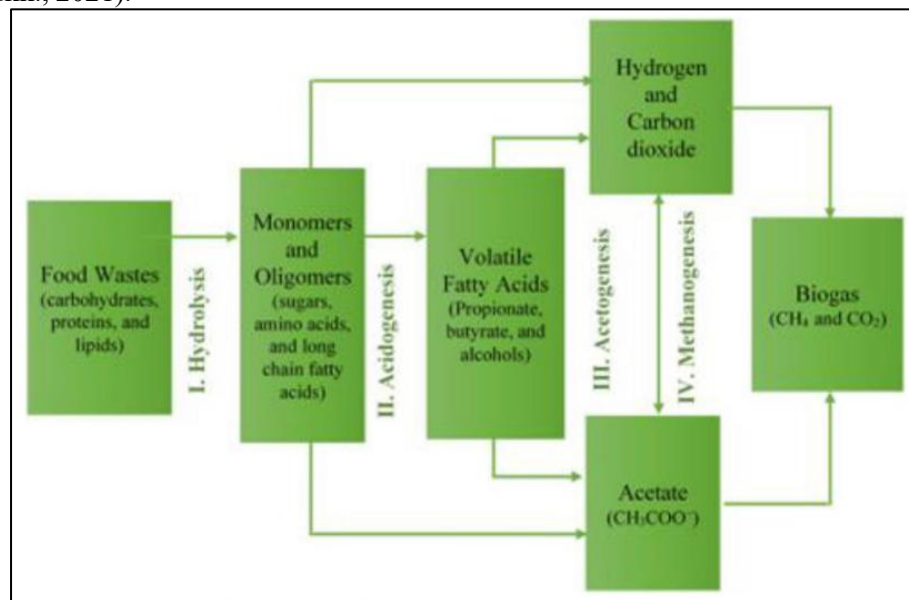 2021).
Food Wastes
(carbohydrates,
proteins, and
lipids)
I. Hydrolysis
Monomers
and
Oligomers
(sugars,
amino acids,
and long
chain fatty
acids)
II. Acidogenesis
Volatile
Fatty Acids
(Propionate,
butyrate, and
alcohols)
III. Acetogenesis
IV. Methanogenesis
Hydrogen
and
Carbon
dioxide
Acetate
(CH₃COO⁻)
Biogas
(CH₄ and CO₂)